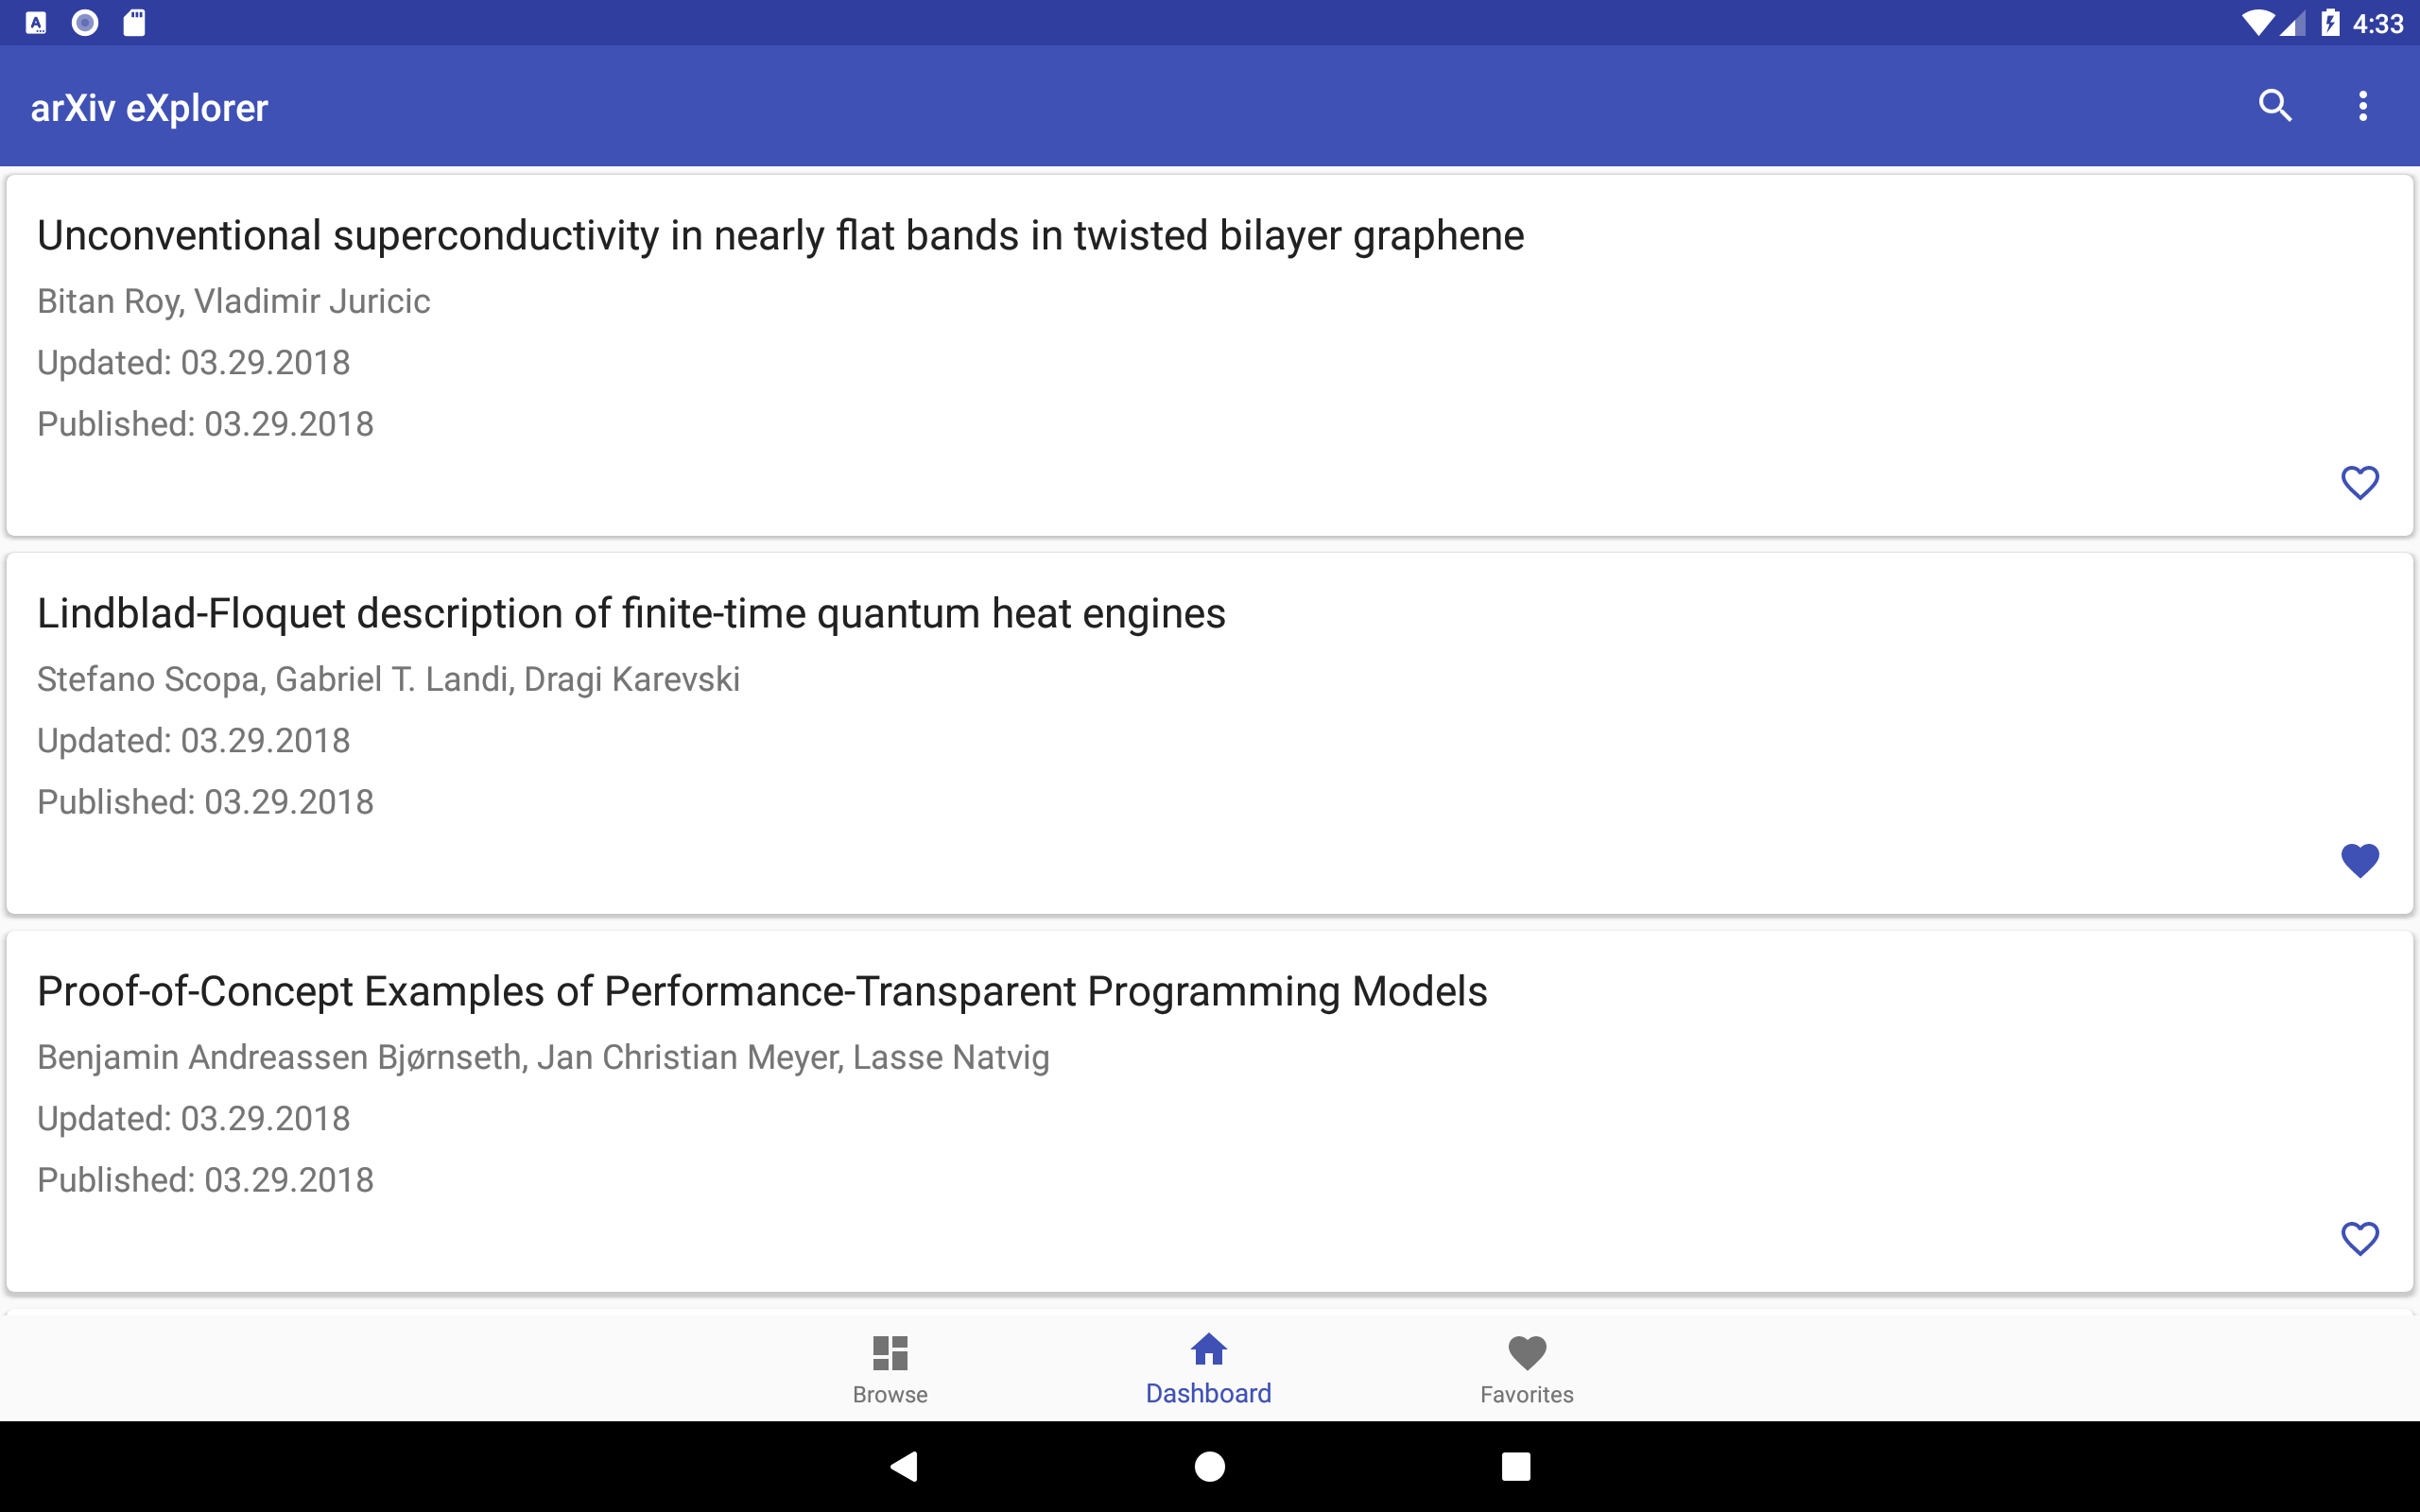 4:33
arXiv eXplorer
Unconventional superconductivity in nearly flat bands in twisted bilayer graphene
Bitan Roy, Vladimir Juricic
Updated: 03.29.2018
Published: 03.29.2018
Lindblad-Floquet description of finite-time quantum heat engines
Stefano Scopa, Gabriel T. Landi, Dragi Karevski
Updated: 03.29.2018
Published: 03.29.2018
Proof-of-Concept Examples of Performance-Transparent Programming Models
Benjamin Andreassen Bjørnseth, Jan Christian Meyer, Lasse Natvig
Updated: 03.29.2018
Published: 03.29.2018
Browse
Dashboard
Favorites